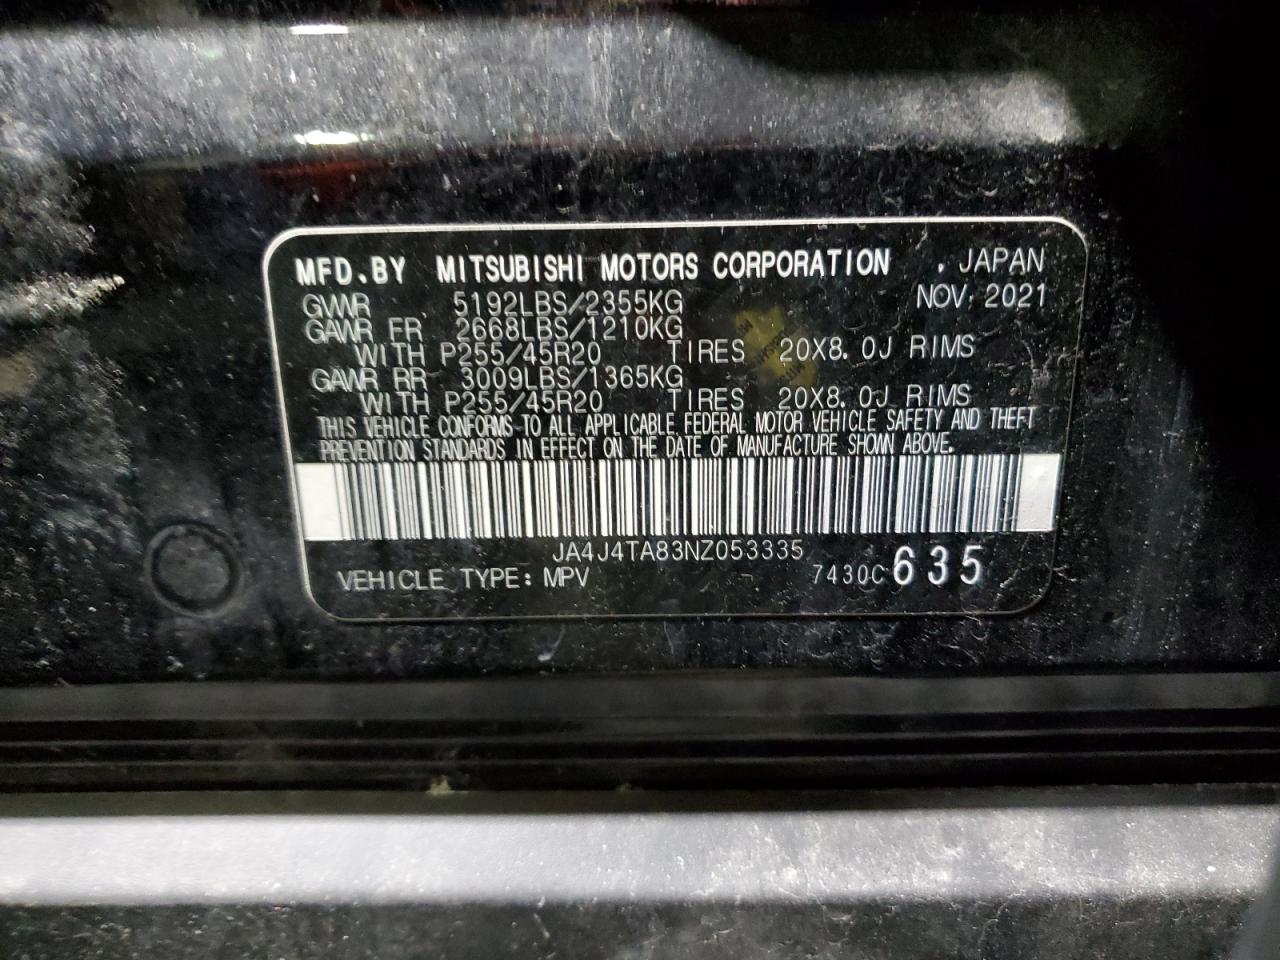 MFD.BY MITSUBISHI MOTORS CORPORATION . JAPAN
GVWR 5192LBS/2355KG NOV. 2021
GAWR FR 2668LBS/1210KG
WITH P255/45R20 TIRES 20X8.0J RIMS
GAWR RR 3009LBS/1365KG
WITH P255/45R20 TIRES 20X8.0J RIMS
THIS VEHICLE CONFORMS TO ALL APPLICABLE FEDERAL MOTOR VEHICLE SAFETY AND THEFT
PREVENTION STANDARDS IN EFFECT ON THE DATE OF MANUFACTURE SHOWN ABOVE.
JA4J4TA83NZ053335
VEHICLE TYPE: MPV 7430C 635